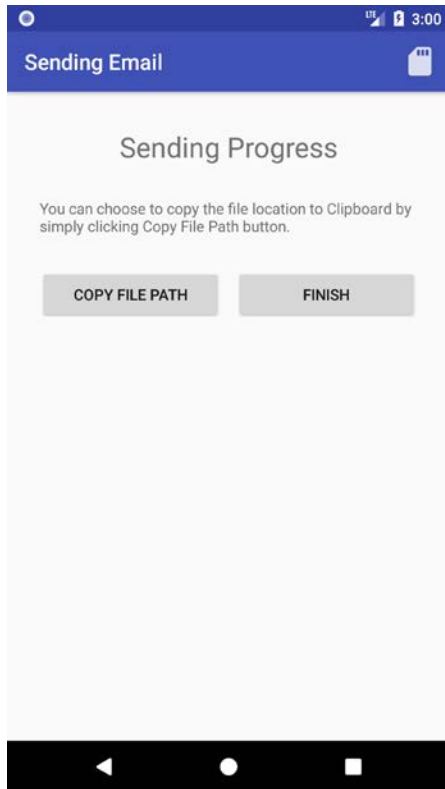 LTE 3:00
Sending Email
Sending Progress
You can choose to copy the file location to Clipboard by
simply clicking Copy File Path button.
COPY FILE PATH FINISH